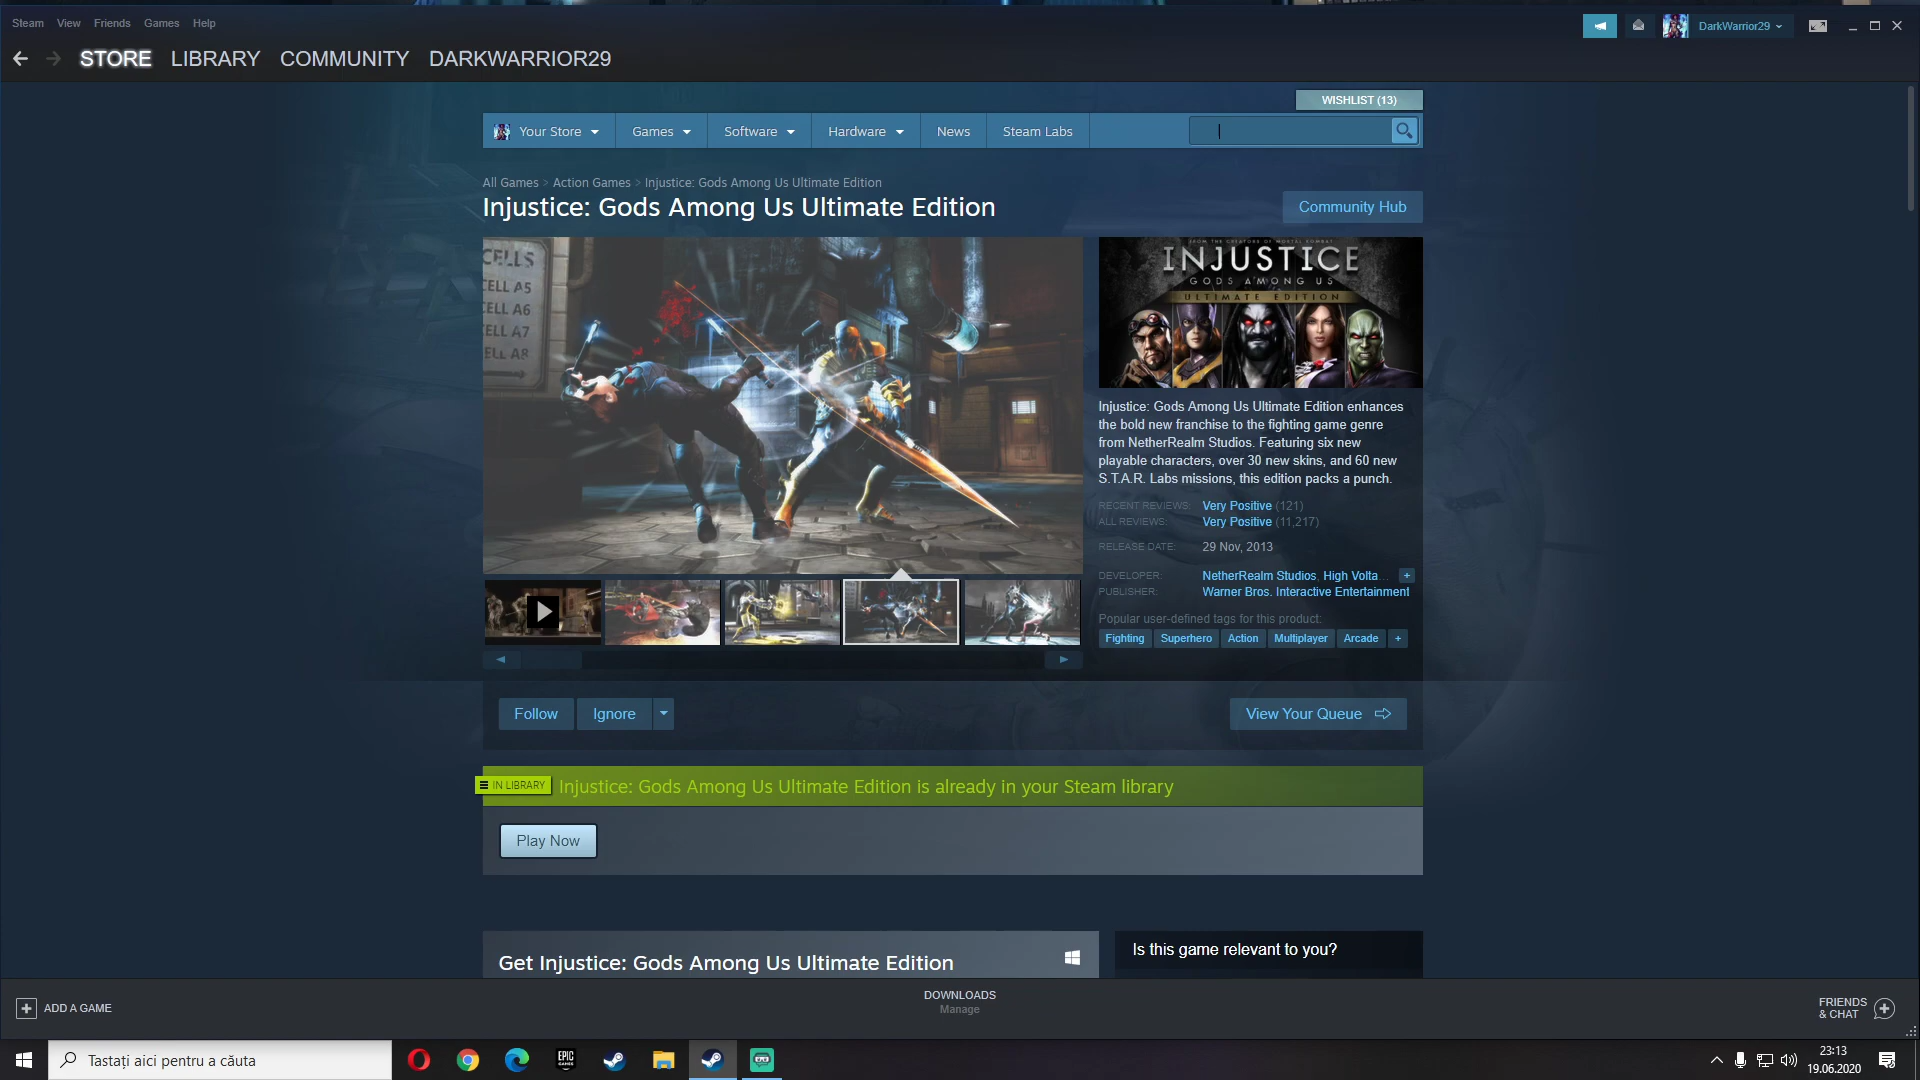 Steam View Friends Games Help
DarkWarrior29
STORE LIBRARY COMMUNITY DARKWARRIOR29
WISHLIST (13)
Your Store Games Software Hardware News Steam Labs
All Games > Action Games > Injustice: Gods Among Us Ultimate Edition
Injustice: Gods Among Us Ultimate Edition
Community Hub
CELLS
CELL A5
CELL A6
CELL A7
CELL A8
FROM THE CREATORS OF MORTAL KOMBAT
INJUSTICE
GODS AMONG US
ULTIMATE EDITION
Injustice: Gods Among Us Ultimate Edition enhances
the bold new franchise to the fighting game genre
from NetherRealm Studios. Featuring six new
playable characters, over 30 new skins, and 60 new
S.T.A.R. Labs missions, this edition packs a punch.
RECENT REVIEWS: Very Positive (121)
ALL REVIEWS: Very Positive (11,217)
RELEASE DATE: 29 Nov, 2013
DEVELOPER: NetherRealm Studios, High Volta... +
PUBLISHER: Warner Bros. Interactive Entertainment
Popular user-defined tags for this product:
Fighting Superhero Action Multiplayer Arcade +
Follow Ignore View Your Queue
IN LIBRARY Injustice: Gods Among Us Ultimate Edition is already in your Steam library
Play Now
Get Injustice: Gods Among Us Ultimate Edition
Is this game relevant to you?
ADD A GAME
DOWNLOADS
Manage
FRIENDS
& CHAT
Tastați aici pentru a căuta
EPIC
GAMES
23:13
19.06.2020